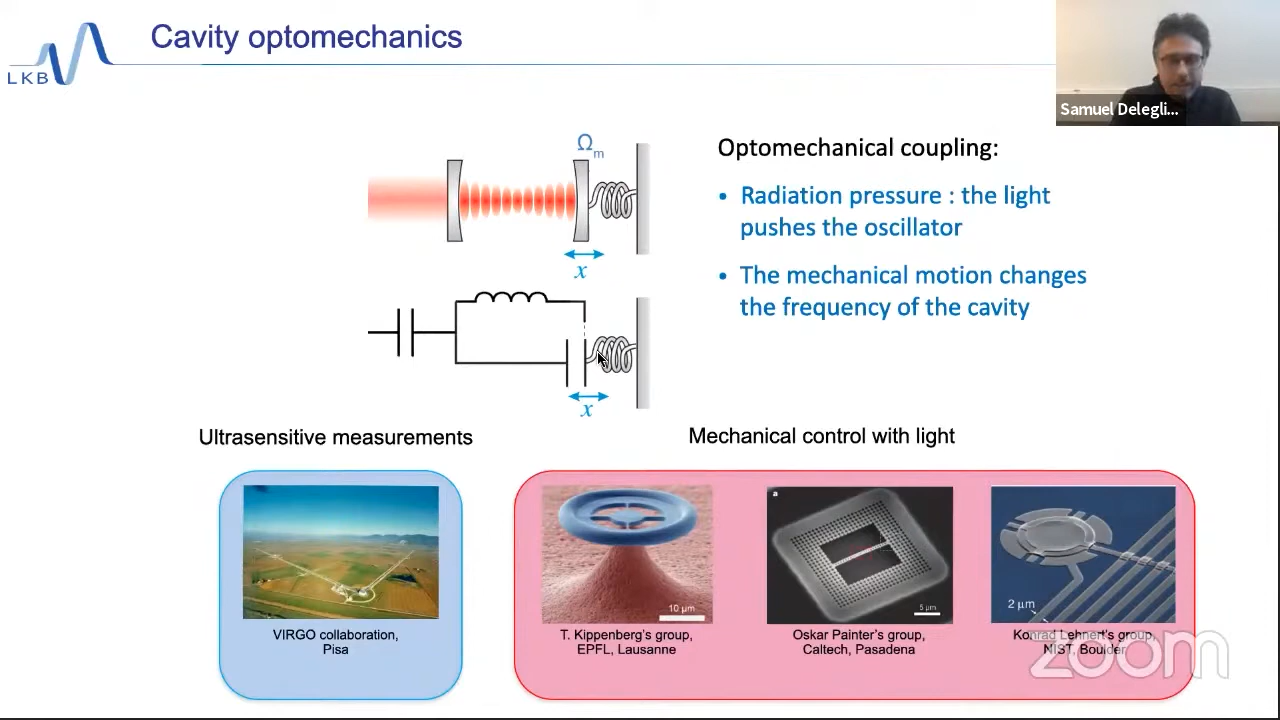 LKB
Cavity optomechanics
Samuel Delegli...
Ωm
x
x
Optomechanical coupling:
• Radiation pressure : the light
pushes the oscillator
• The mechanical motion changes
the frequency of the cavity
Ultrasensitive measurements
Mechanical control with light
VIRGO collaboration,
Pisa
10 µm
T. Kippenberg's group,
EPFL, Lausanne
a
5 µm
Oskar Painter's group,
Caltech, Pasadena
2 µm
Konrad Lehnert's group,
NIST, Boulder
zoom